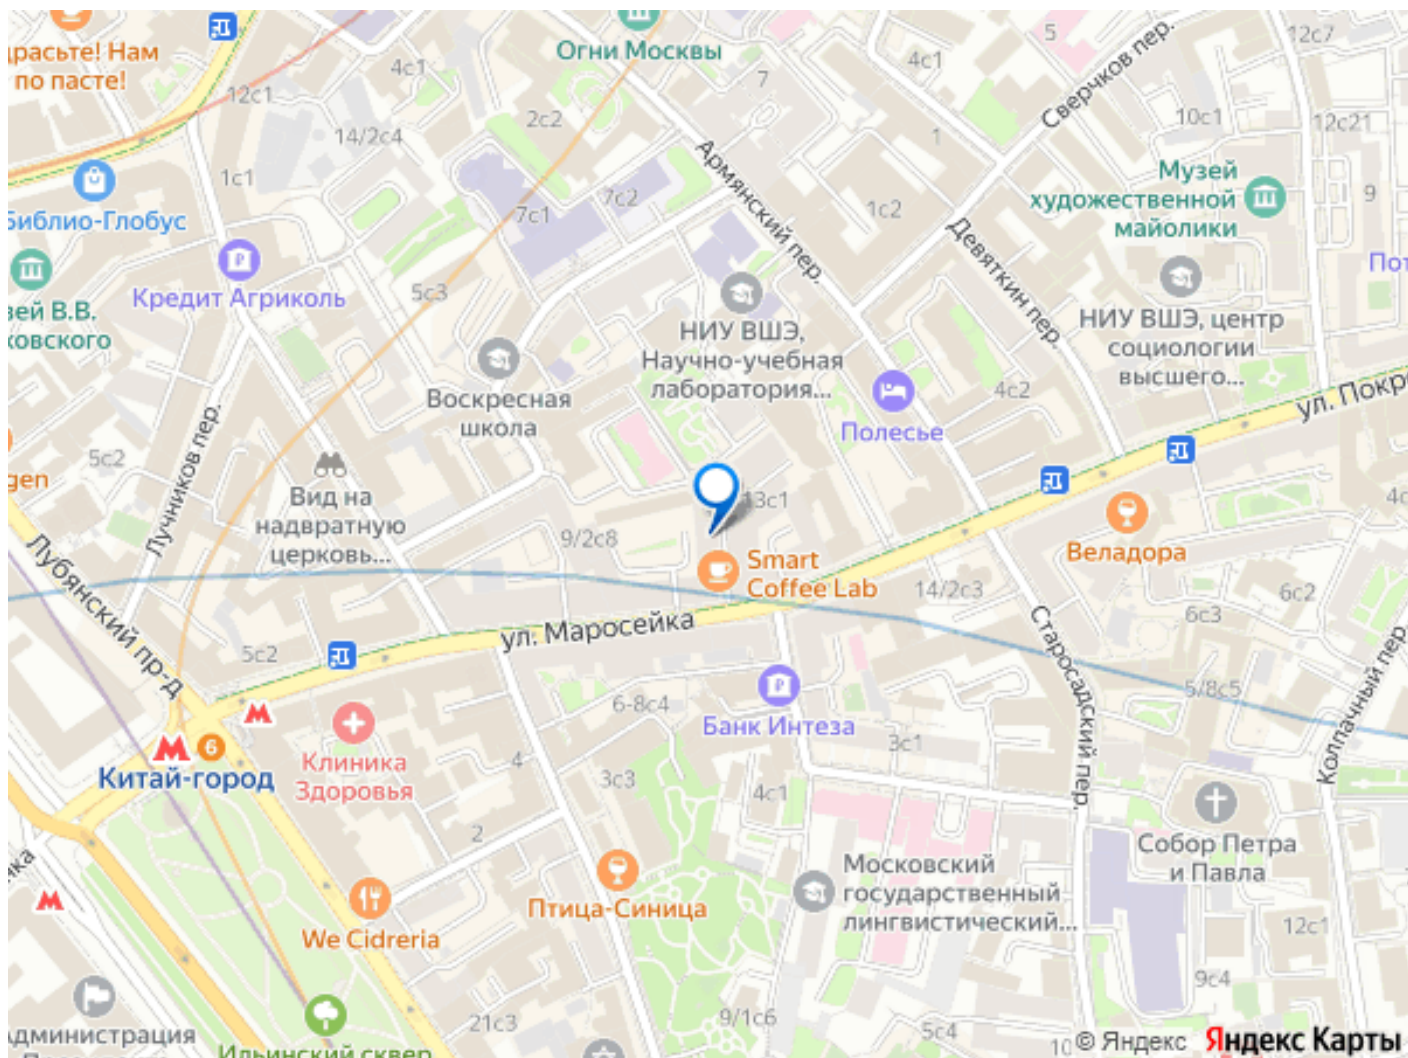 Огни Москвы
драсьте! Нам
по пасте!
12с7
5
4с1
4с1
7
Сверчков пер.
12с1
2с2
14/2с4
1
10с1
12с21
Армянский пер.
Музей
художественной
майолики
1с1
7с2
7с1
1с2
9
Библио-Глобус
Девяткин пер.
Пот
Кредит Агриколь
5с3
зей В.В.
ковского
НИУ ВШЭ,
Научно-учебная
лаборатория...
НИУ ВШЭ, центр
социологии
высшего...
Воскресная
школа
4с2
ул. Покро
Полесье
Лучников пер.
5с2
gen
Вид на
надвратную
церковь...
13с1
4с
9/2с8
Веладора
Smart
Coffee Lab
Лубянский пр-д
14/2с3
6с2
6с3
ул. Маросейка
Старосадский пер.
5с2
5/8с5
Колпачный пер.
6-8с4
Банк Интеза
3с1
6
Китай-город
Клиника
Здоровья
4
3с3
4с1
2
Собор Петра
и Павла
Московский
государственный
лингвистический...
Птица-Синица
We Cidreria
12с1
9с4
21с3
9/1с6
5с4
10
Администрация
Ильинский сквер
© Яндекс Яндекс Карты